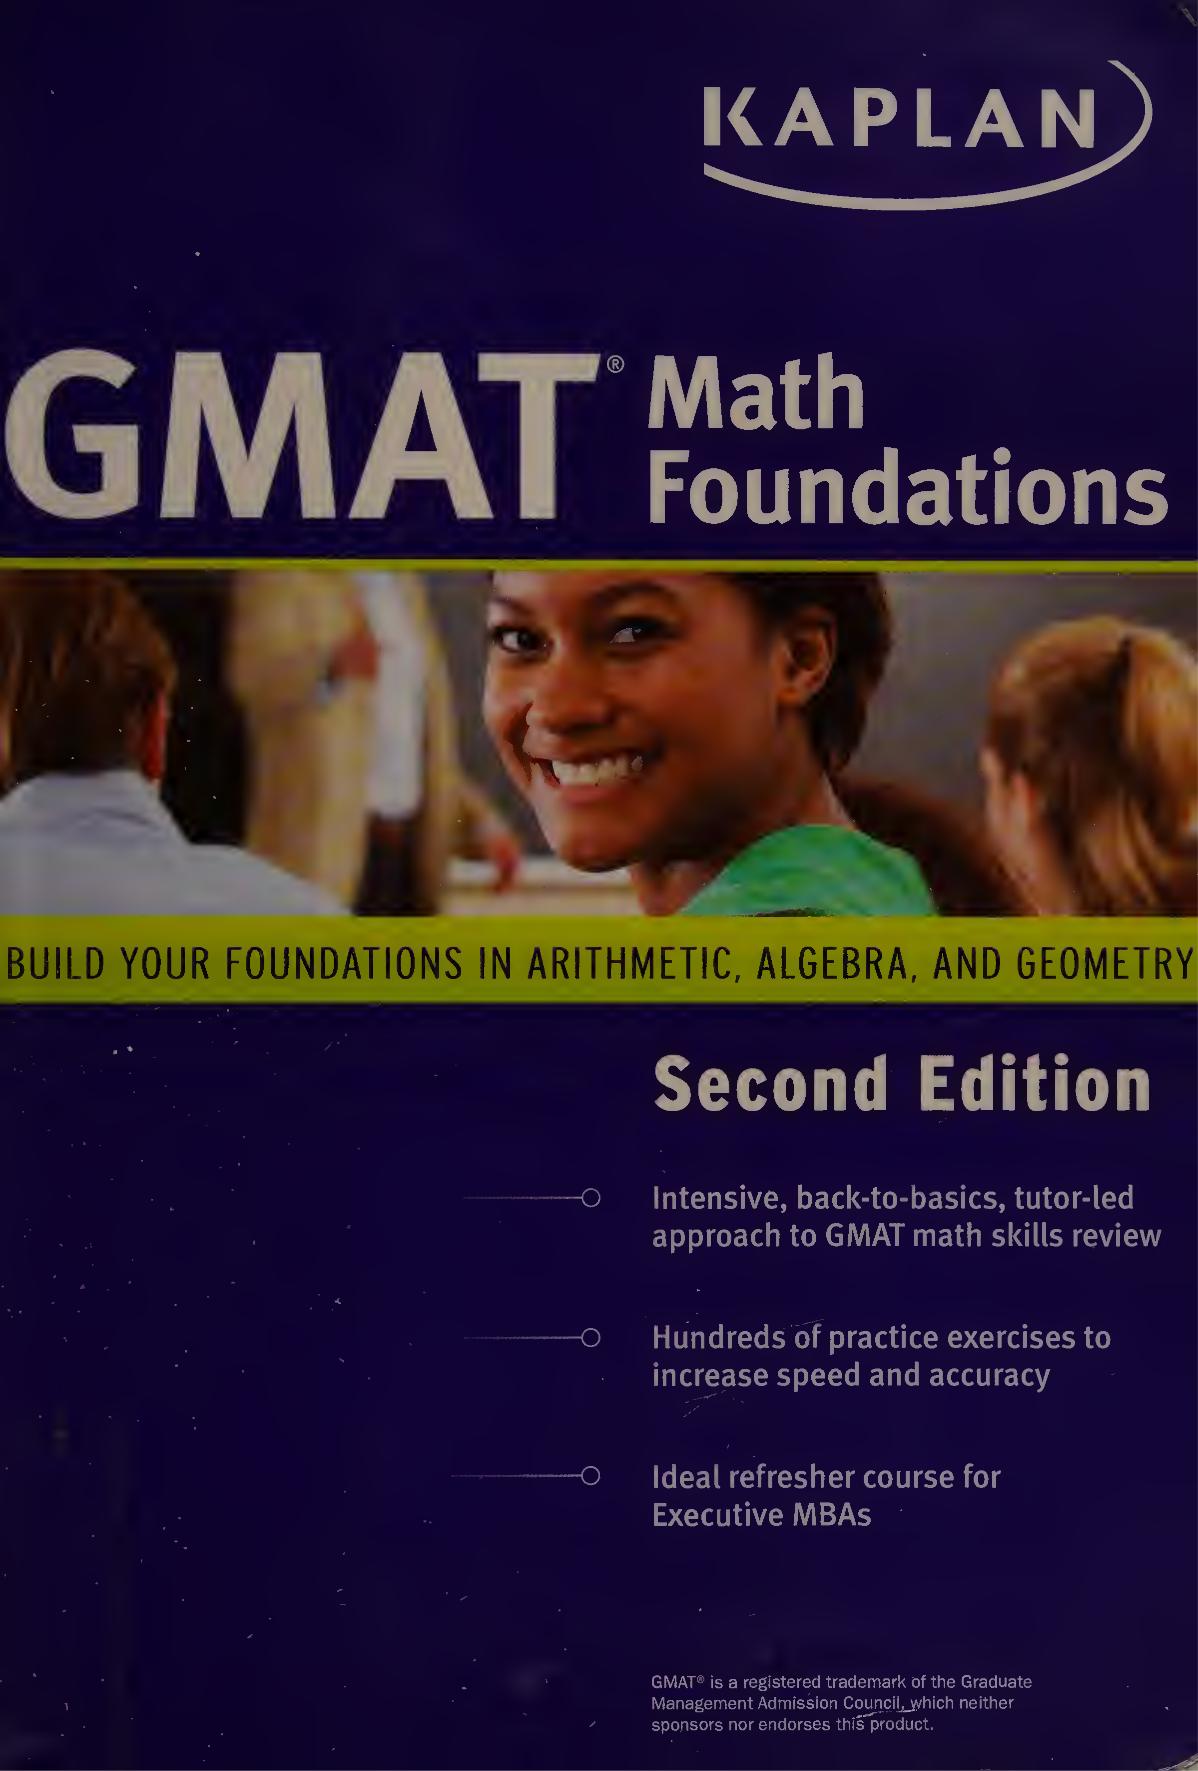 KAPLAN
GMAT® Math
Foundations
BUILD YOUR FOUNDATIONS IN ARITHMETIC, ALGEBRA, AND GEOMETRY
Second Edition
Intensive, back-to-basics, tutor-led
approach to GMAT math skills review
Hundreds of practice exercises to
increase speed and accuracy
Ideal refresher course for
Executive MBAs
GMAT® is a registered trademark of the Graduate
Management Admission Council, which neither
sponsors nor endorses this product.